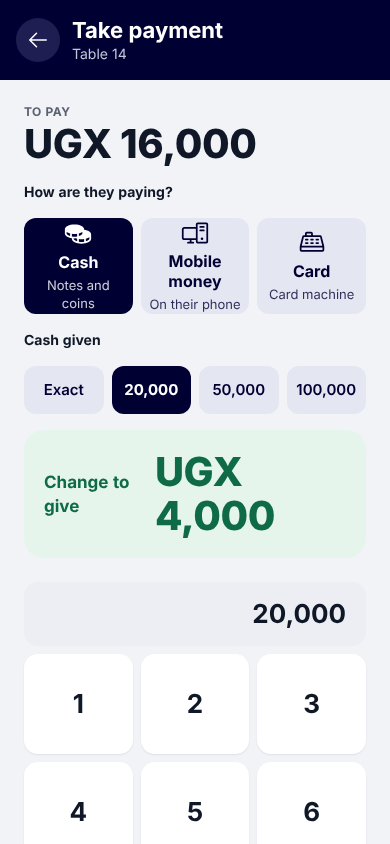 Take payment
Table 14
TO PAY
UGX 16,000
How are they paying?
Cash
Notes and
coins
Mobile
money
On their phone
Card
Card machine
Cash given
Exact
20,000
50,000
100,000
Change to
give
UGX
4,000
20,000
1
2
3
4
5
6